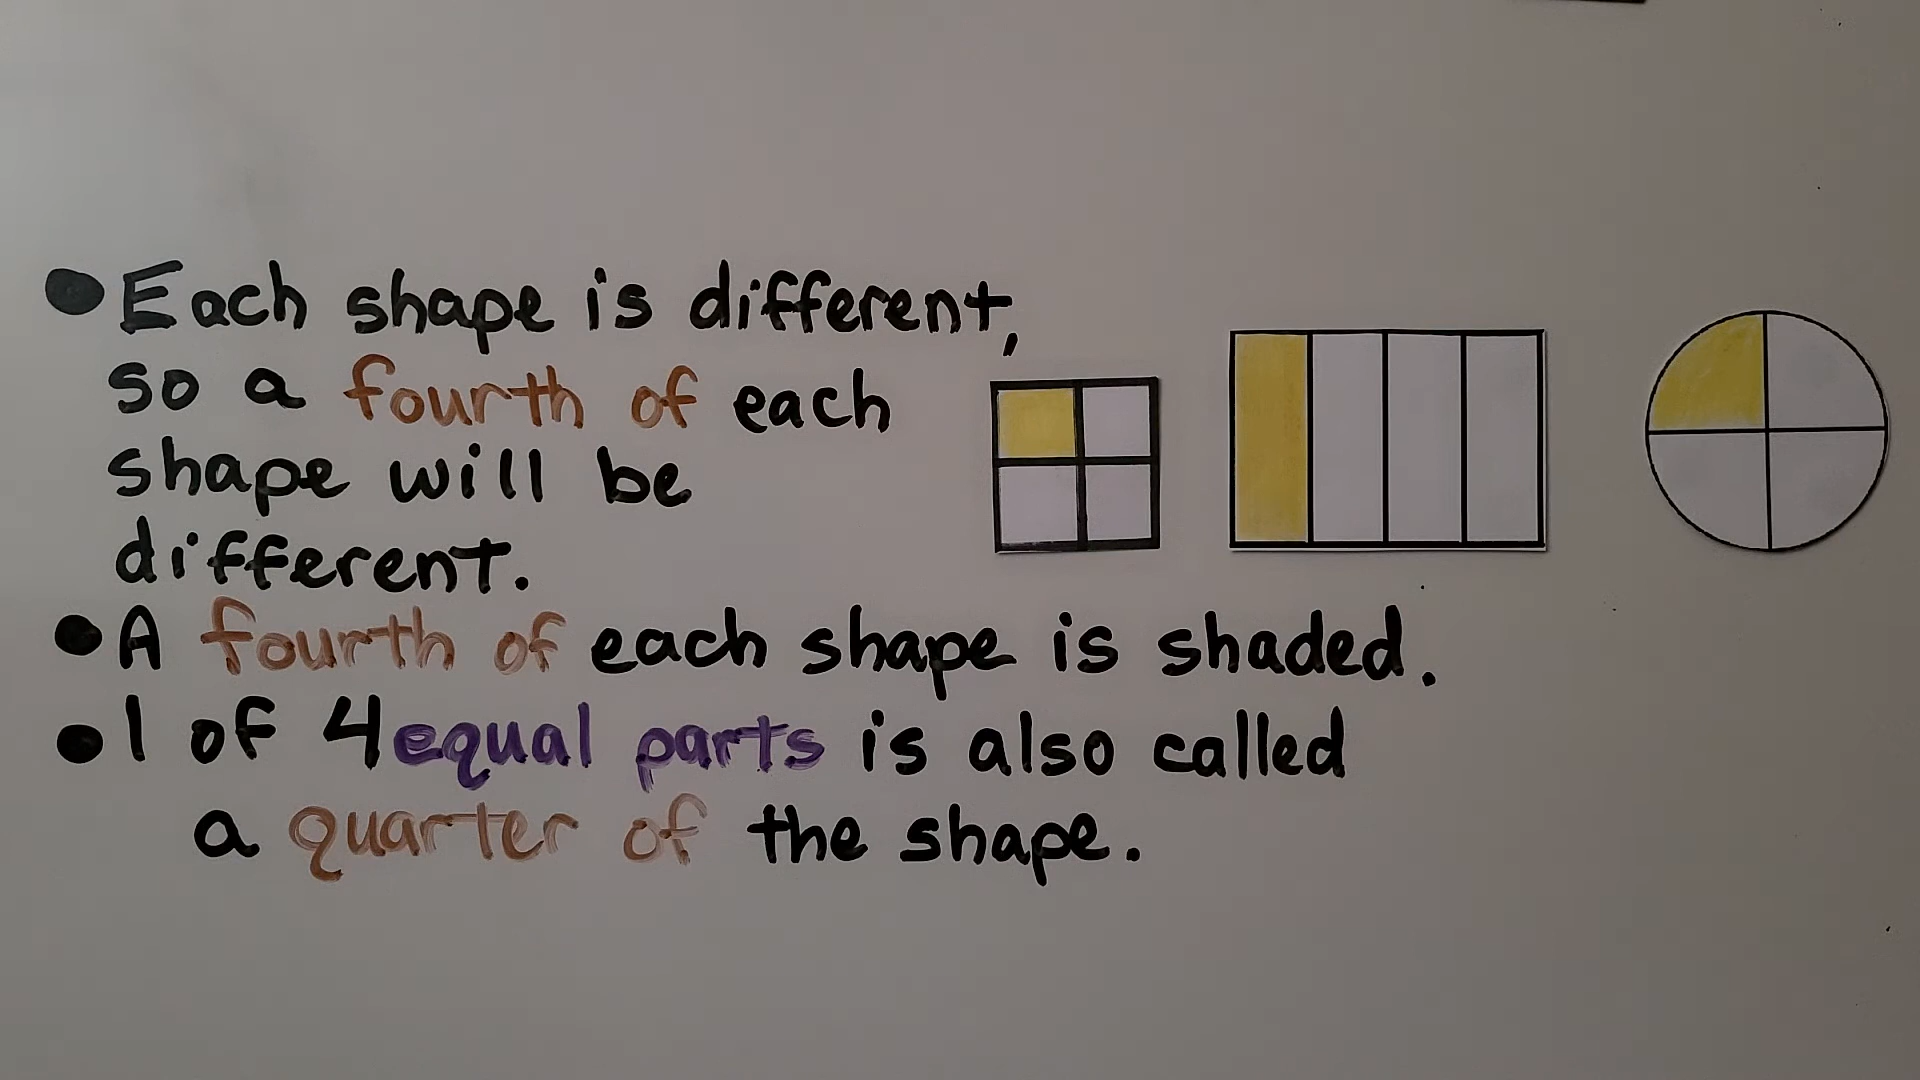 ● Each shape is different,
so a fourth of each
shape will be
different.
● A fourth of each shape is shaded.
● 1 of 4 equal parts is also called
a quarter of the shape.